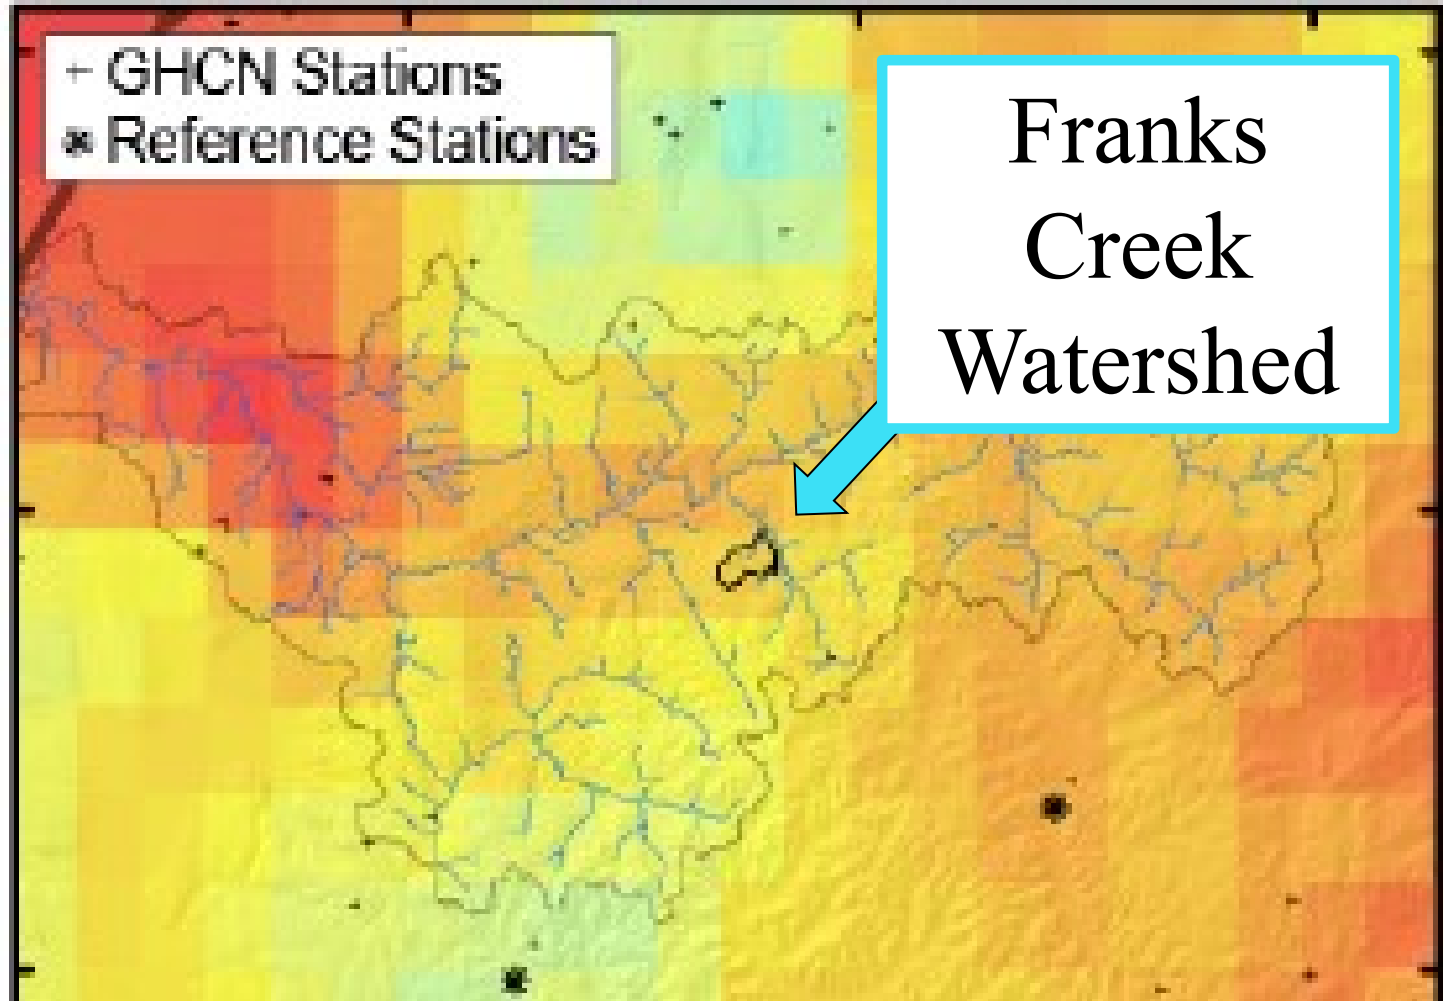 + GHCN Stations
* Reference Stations
Franks
Creek
Watershed